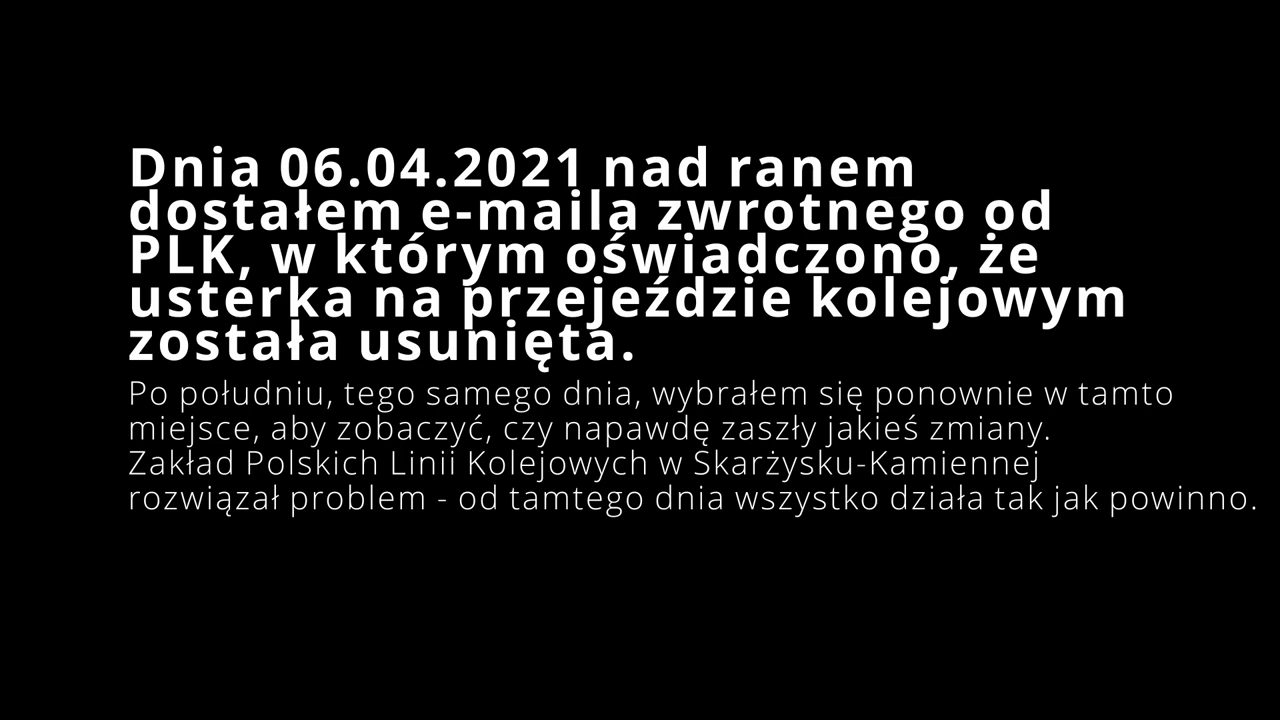 Dnia 06.04.2021 nad ranem
dostałem e-maila zwrotnego od
PLK, w którym oświadczono, że
usterka na przejeździe kolejowym
została usunięta.
Po południu, tego samego dnia, wybrałem się ponownie w tamto
miejsce, aby zobaczyć, czy napawdę zaszły jakieś zmiany.
Zakład Polskich Linii Kolejowych w Skarżysku-Kamiennej
rozwiązał problem - od tamtego dnia wszystko działa tak jak powinno.